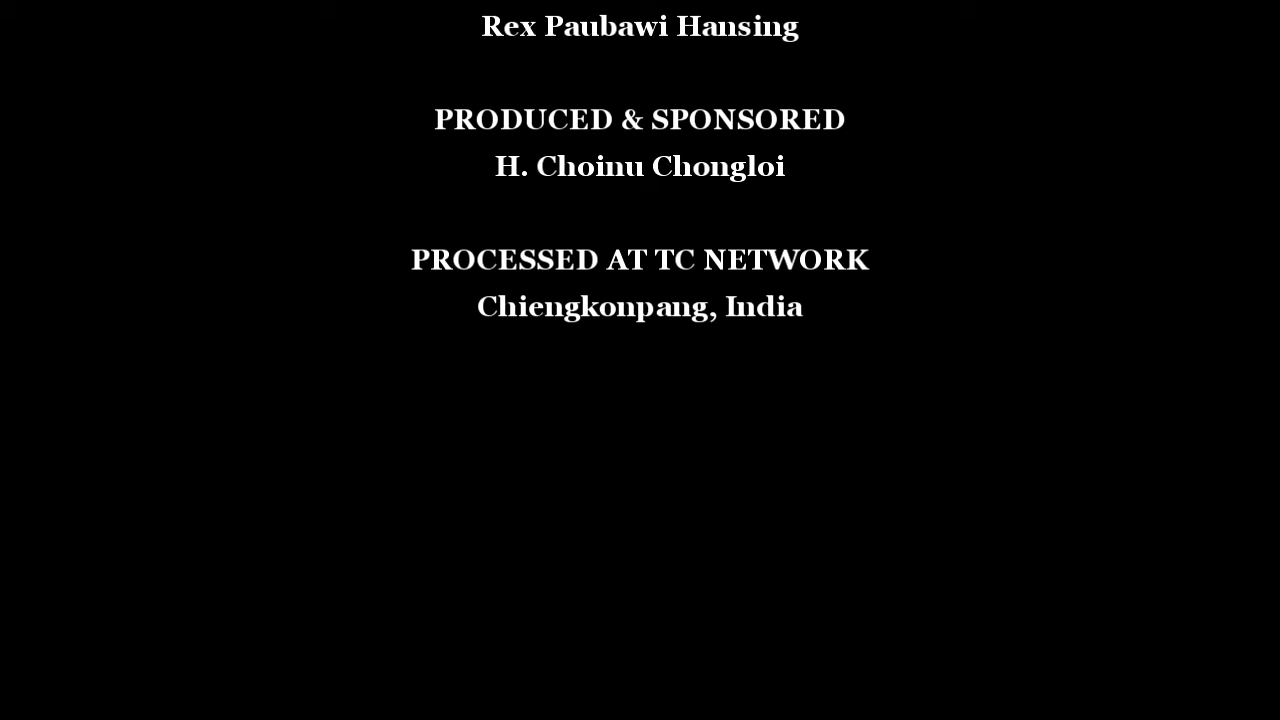 Rex Paubawi Hansing
PRODUCED & SPONSORED
H. Choinu Chongloi
PROCESSED AT TC NETWORK
Chiengkonpang, India